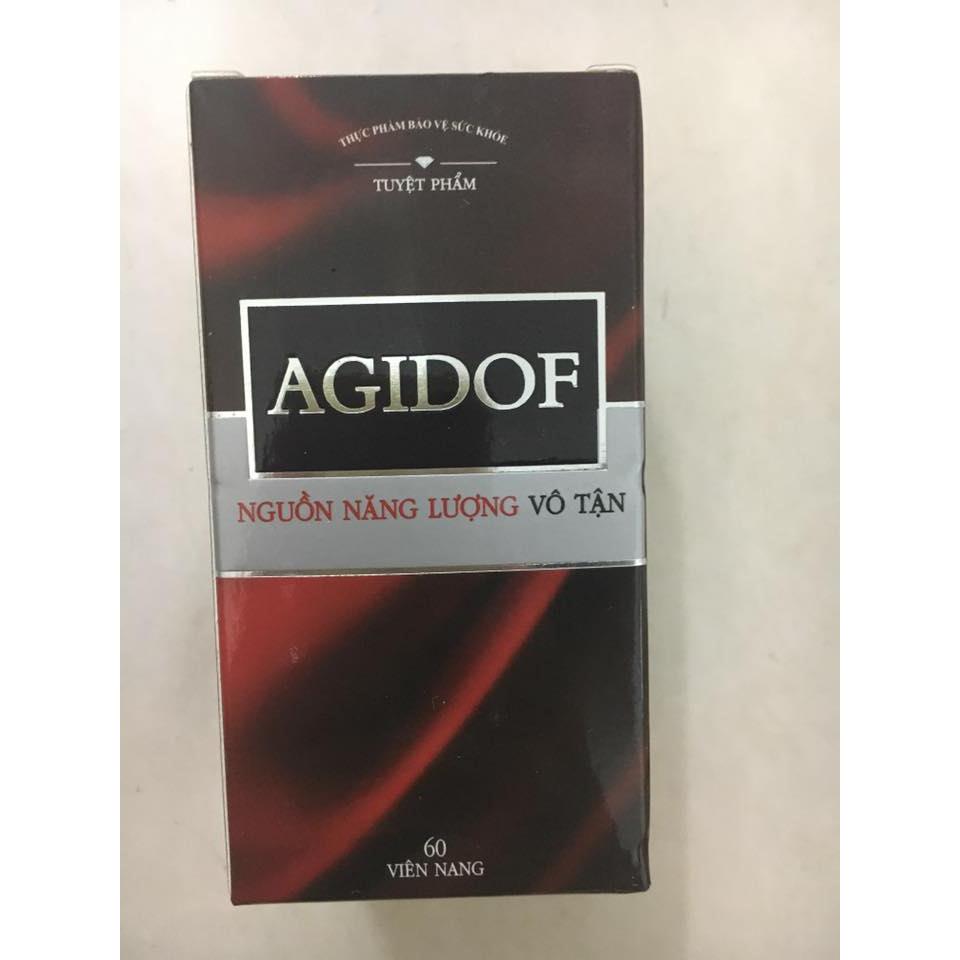 THỰC PHẨM BẢO VỆ SỨC KHỎE
TUYỆT PHẨM
AGIDOF
NGUỒN NĂNG LƯỢNG VÔ TẬN
60
VIÊN NANG